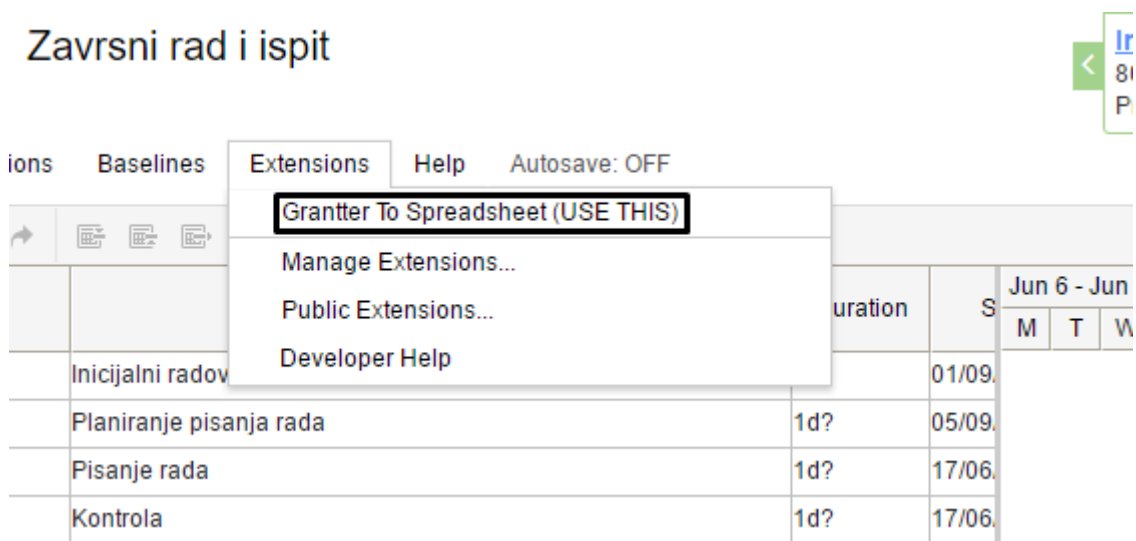 Zavrsni rad i ispit
Baselines Extensions Help Autosave: OFF
Grantter To Spreadsheet (USE THIS)
Manage Extensions...
Public Extensions...
Developer Help
uration S Jun 6 - Jun
M T W
Inicijalni radov 01/09/
Planiranje pisanja rada 1d? 05/09/
Pisanje rada 1d? 17/06/
Kontrola 1d? 17/06/